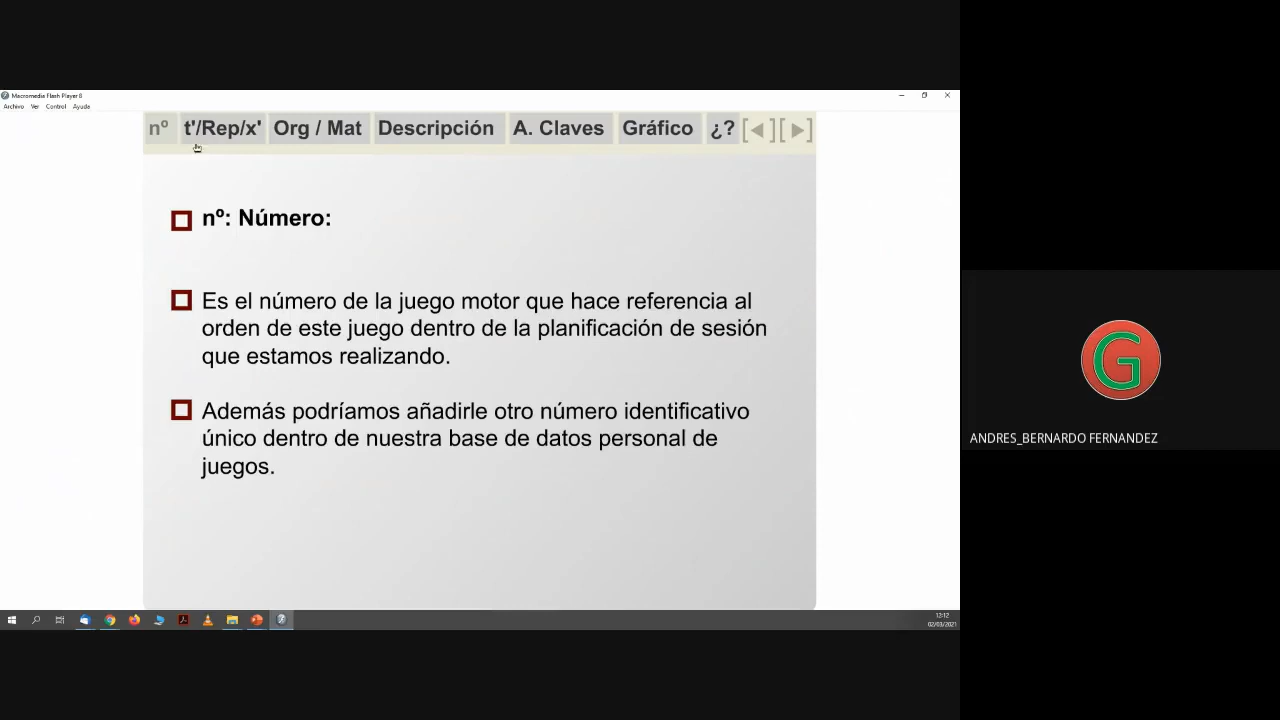 Macromedia Flash Player 8
Archivo Ver Control Ayuda
nº t'/Rep/x' Org / Mat Descripción A. Claves Gráfico ¿?
nº: Número:
Es el número de la juego motor que hace referencia al
orden de este juego dentro de la planificación de sesión
que estamos realizando.
Además podríamos añadirle otro número identificativo
único dentro de nuestra base de datos personal de
juegos.
G
ANDRES_BERNARDO FERNANDEZ
12:12
02/03/2021